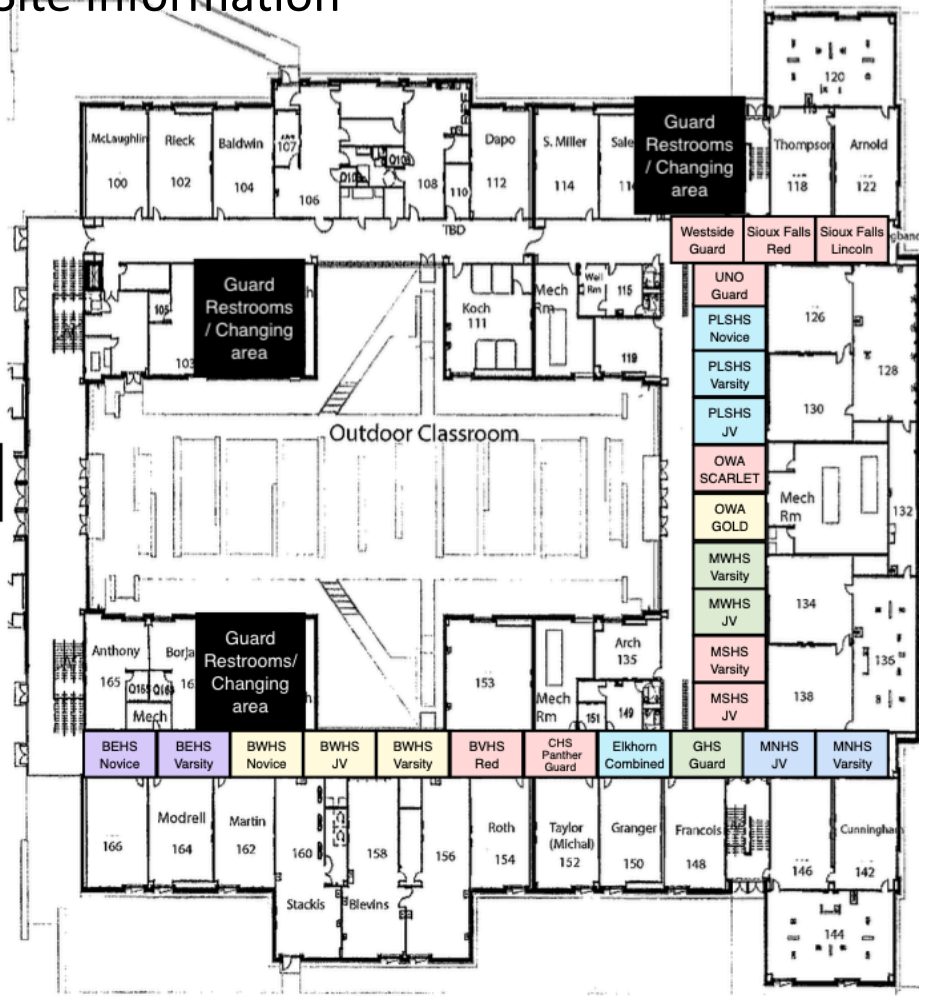 Site Information
120
McLaughlin
Rieck
Baldwin
107
Dapo
S. Miller
Sale
Guard
Restrooms
/ Changing
area
Thompson
Arnold
100
102
104
106
108
110
112
114
118
122
TBD
Westside
Guard
Sioux Falls
Red
Sioux Falls
Lincoln
Guard
Restrooms
/ Changing
area
105
103
Koch
111
Mech
Rm
Well
Rm
115
119
UNO
Guard
PLSHS
Novice
PLSHS
Varsity
PLSHS
JV
OWA
SCARLET
OWA
GOLD
MWHS
Varsity
MWHS
JV
MSHS
Varsity
MSHS
JV
126
128
130
Mech
Rm
132
134
136
138
Outdoor Classroom
Anthony
165
Borja
Mech
Guard
Restrooms/
Changing
area
153
Mech
Rm
Arch
135
151
149
BEHS
Novice
BEHS
Varsity
BWHS
Novice
BWHS
JV
BWHS
Varsity
BVHS
Red
CHS
Panther
Guard
Elkhorn
Combined
GHS
Guard
MNHS
JV
MNHS
Varsity
166
Modrell
164
Martin
162
160
158
156
Roth
154
Taylor
(Michal)
152
Granger
150
Francois
148
146
Cunningham
142
Stackis
Blevins
144